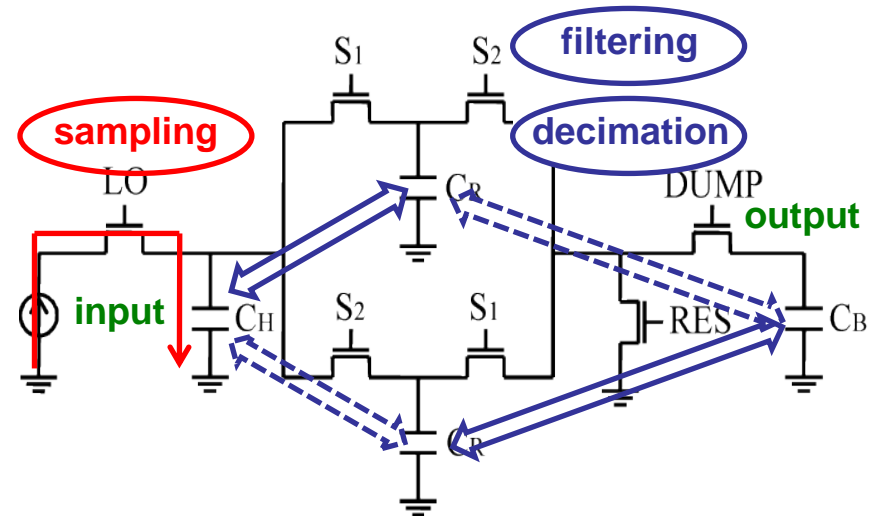 filtering
S1
S2
sampling
decimation
LO
CR
DUMP
output
input
CH
S2
S1
RES
CB
CR